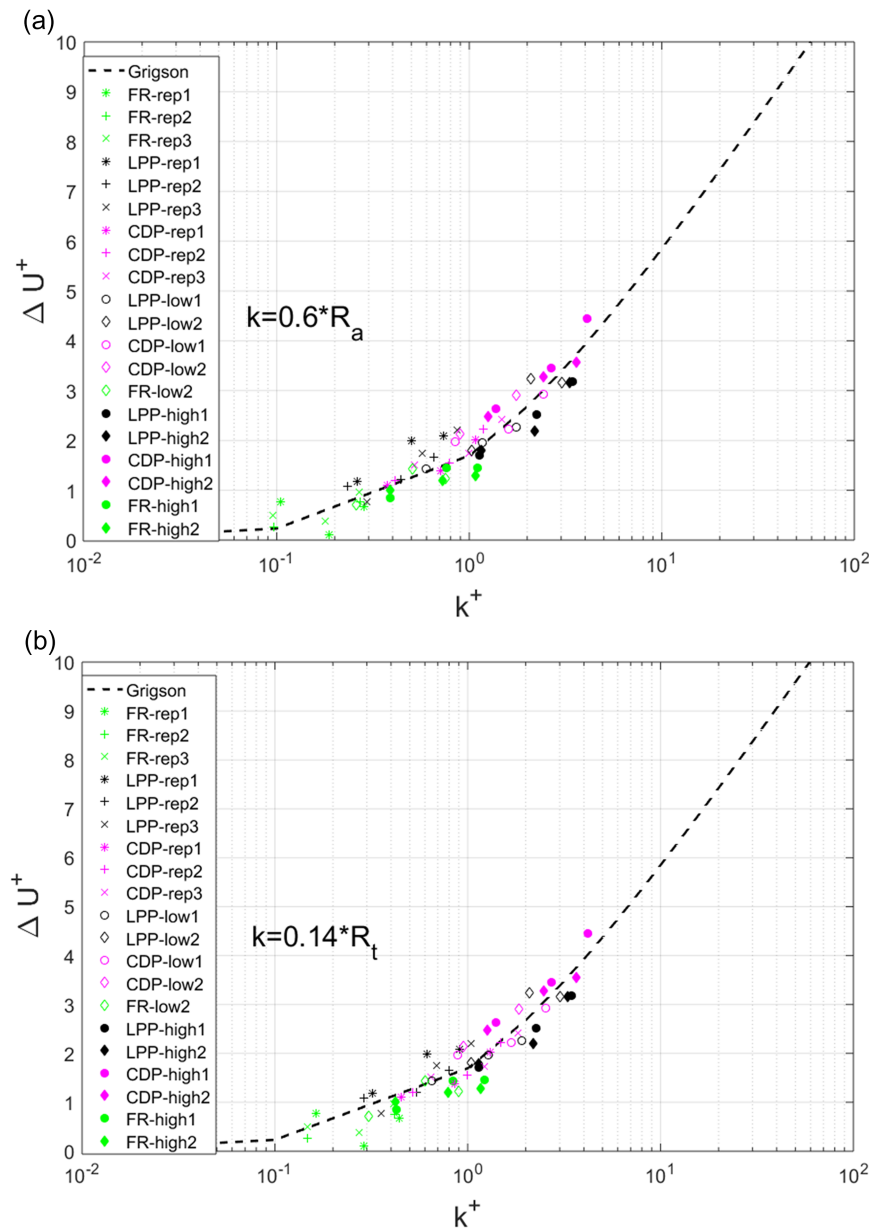 (a)
10
9
8
7
6
5
4
3
2
1
0
Δ U+
Grigson
FR-rep1
FR-rep2
FR-rep3
LPP-rep1
LPP-rep2
LPP-rep3
CDP-rep1
CDP-rep2
CDP-rep3
LPP-low1
LPP-low2
CDP-low1
CDP-low2
FR-low2
LPP-high1
LPP-high2
CDP-high1
CDP-high2
FR-high1
FR-high2
k=0.6*Ra
10-2 10-1 100 101 102
k+
(b)
10
9
8
7
6
5
4
3
2
1
0
Δ U+
Grigson
FR-rep1
FR-rep2
FR-rep3
LPP-rep1
LPP-rep2
LPP-rep3
CDP-rep1
CDP-rep2
CDP-rep3
LPP-low1
LPP-low2
CDP-low1
CDP-low2
FR-low2
LPP-high1
LPP-high2
CDP-high1
CDP-high2
FR-high1
FR-high2
k=0.14*Rt
10-2 10-1 100 101 102
k+